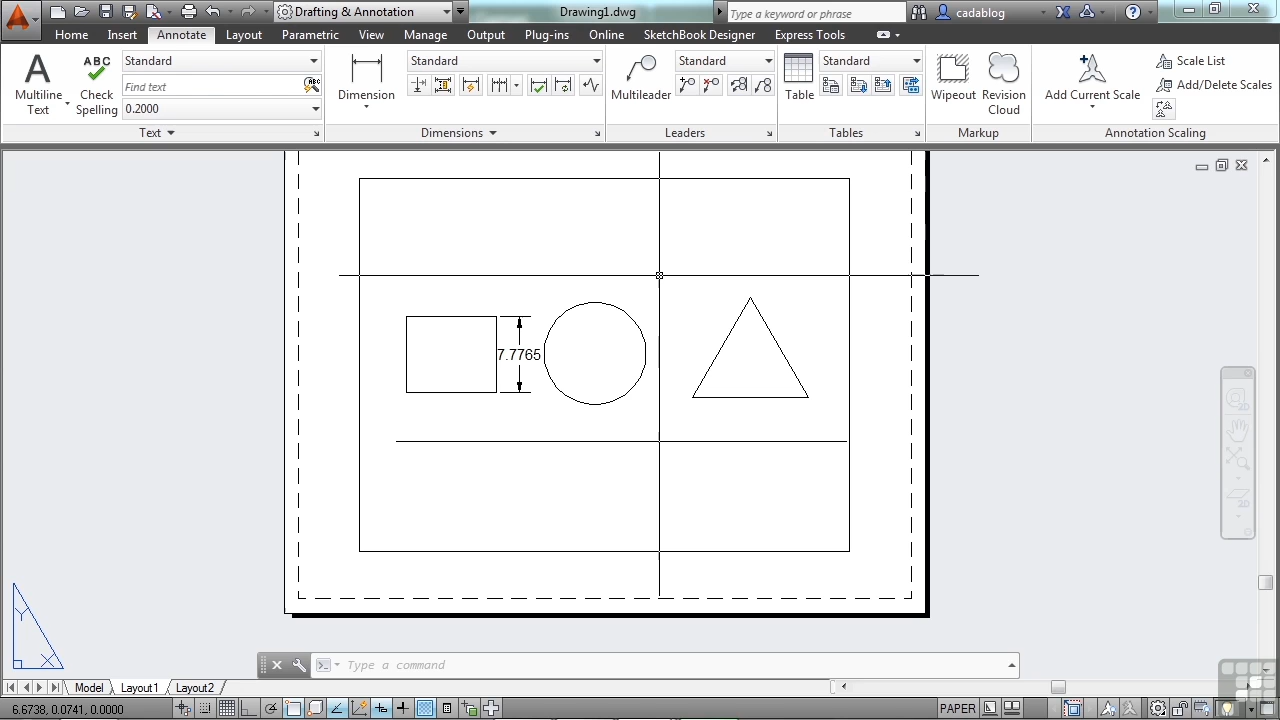 Drafting & Annotation
Drawing1.dwg
Type a keyword or phrase
cadablog
Home Insert Annotate Layout Parametric View Manage Output Plug-ins Online SketchBook Designer Express Tools
Standard
Find text
0.2000
Multiline Text
ABC
Check Spelling
Text
Dimension
Standard
Dimensions
Multileader
Standard
Leaders
Table
Standard
Tables
Wipeout
Revision Cloud
Markup
Add Current Scale
Scale List
Add/Delete Scales
Annotation Scaling
7.7765
2D
2D
Y
X
Type a command
Model Layout1 Layout2
6.6738, 0.0741, 0.0000
PAPER